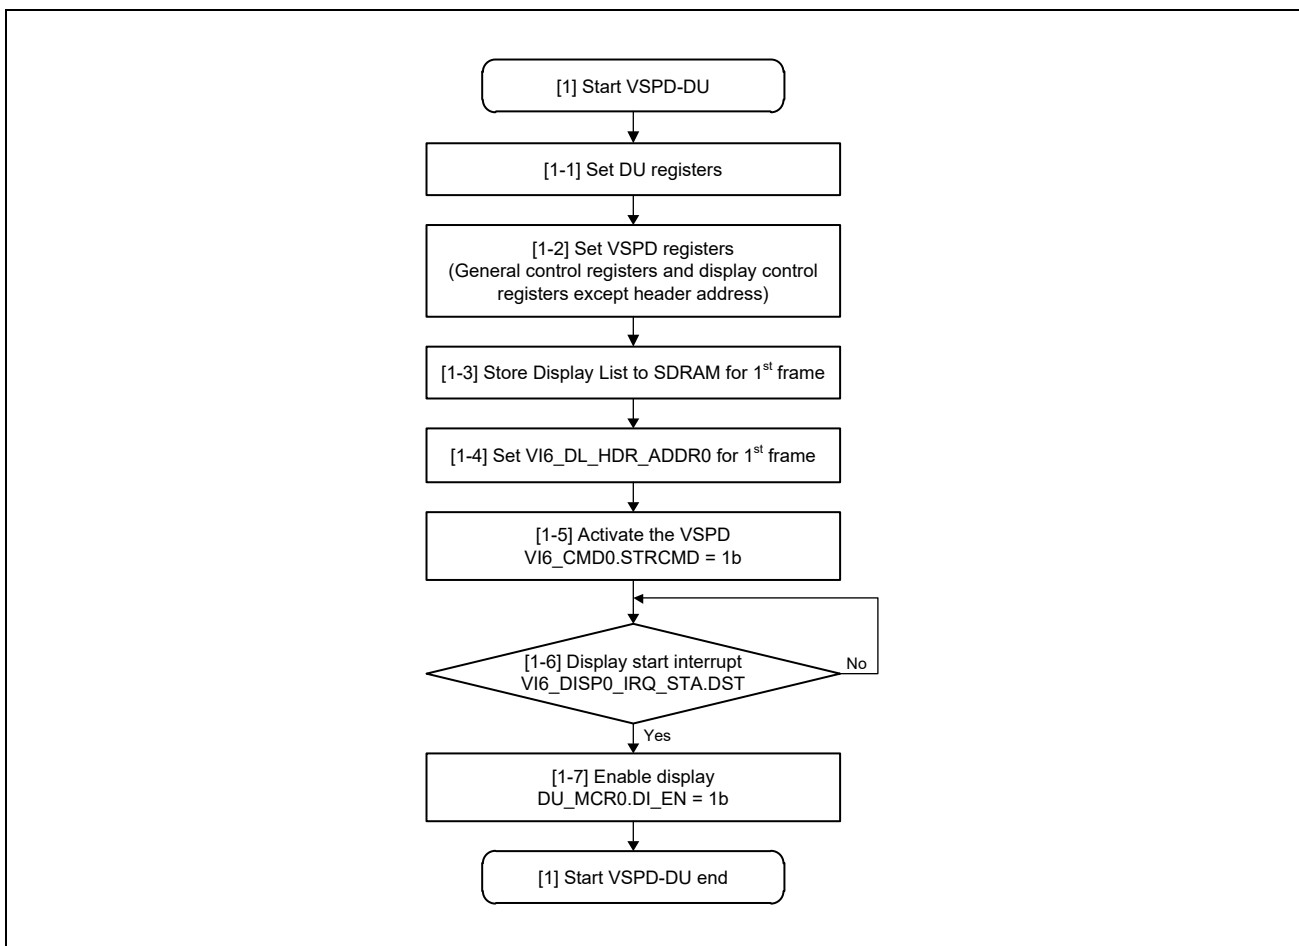 [1] Start VSPD-DU
[1-1] Set DU registers
[1-2] Set VSPD registers
(General control registers and display control
registers except header address)
[1-3] Store Display List to SDRAM for 1st frame
[1-4] Set VI6_DL_HDR_ADDR0 for 1st frame
[1-5] Activate the VSPD
VI6_CMD0.STRCMD = 1b
[1-6] Display start interrupt
VI6_DISP0_IRQ_STA.DST
No
Yes
[1-7] Enable display
DU_MCR0.DI_EN = 1b
[1] Start VSPD-DU end